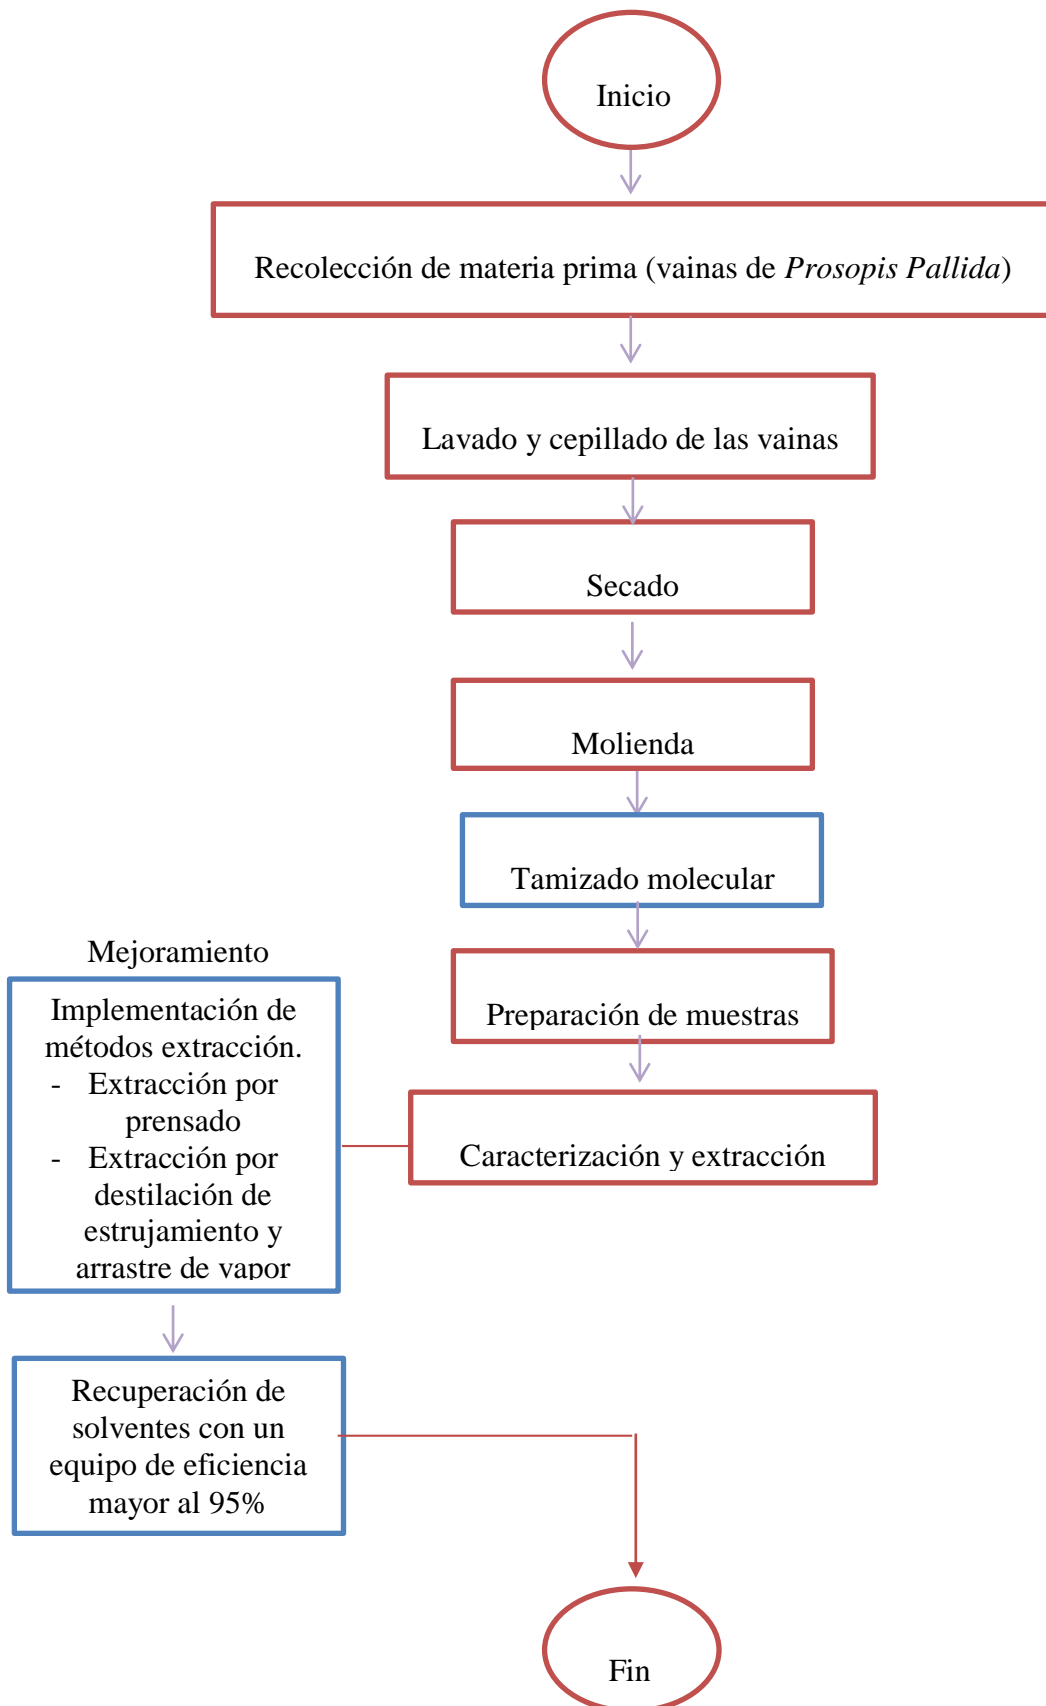 Inicio
Recolección de materia prima (vainas de Prosopis Pallida)
Lavado y cepillado de las vainas
Secado
Molienda
Tamizado molecular
Preparación de muestras
Caracterización y extracción
Mejoramiento
Implementación de
métodos extracción.
- Extracción por
prensado
- Extracción por
destilación de
estrujamiento y
arrastre de vapor
Recuperación de
solventes con un
equipo de eficiencia
mayor al 95%
Fin